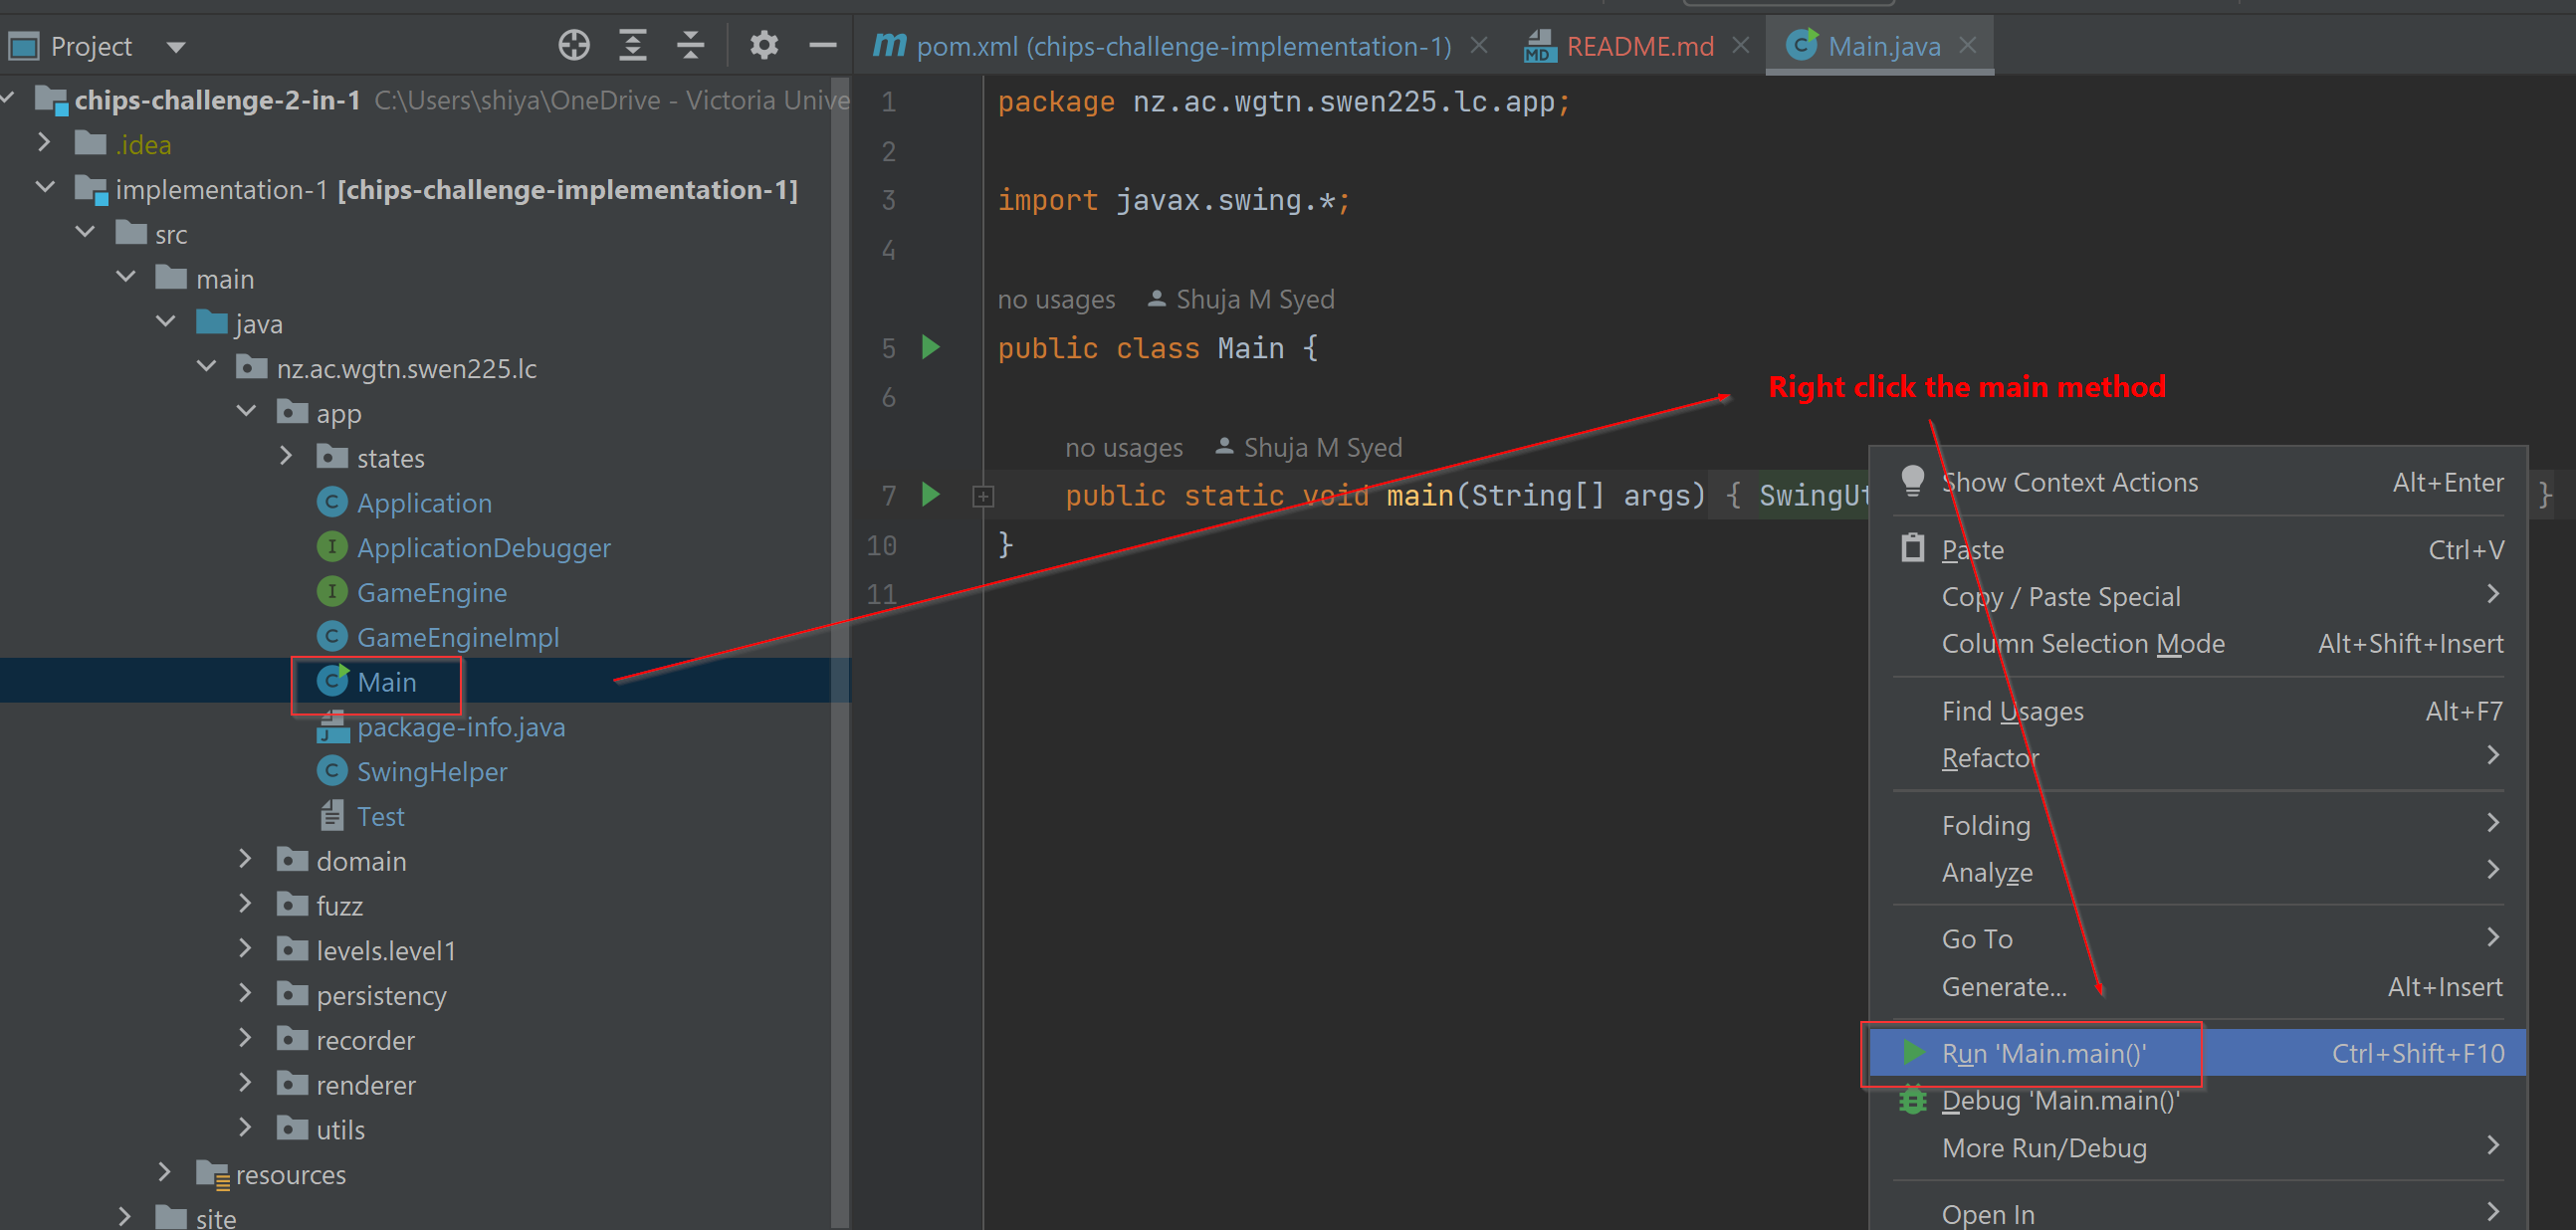 Project
chips-challenge-2-in-1 C:\Users\shiya\OneDrive - Victoria Unive
.idea
implementation-1 [chips-challenge-implementation-1]
src
main
java
nz.ac.wgtn.swen225.lc
app
states
Application
ApplicationDebugger
GameEngine
GameEngineImpl
Main
package-info.java
SwingHelper
Test
domain
fuzz
levels.level1
persistency
recorder
renderer
utils
resources
site
m pom.xml (chips-challenge-implementation-1)
MD README.md
C Main.java
1 package nz.ac.wgtn.swen225.lc.app;
2
3 import javax.swing.*;
4
no usages Shuja M Syed
5 public class Main {
6
no usages Shuja M Syed
7 public static void main(String[] args) { SwingUt }
10 }
11
Right click the main method
Show Context Actions Alt+Enter
Paste Ctrl+V
Copy / Paste Special
Column Selection Mode Alt+Shift+Insert
Find Usages Alt+F7
Refactor
Folding
Analyze
Go To
Generate... Alt+Insert
Run 'Main.main()' Ctrl+Shift+F10
Debug 'Main.main()'
More Run/Debug
Open In